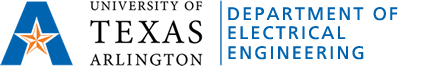 UNIVERSITY OF
TEXAS
ARLINGTON
DEPARTMENT OF
ELECTRICAL
ENGINEERING